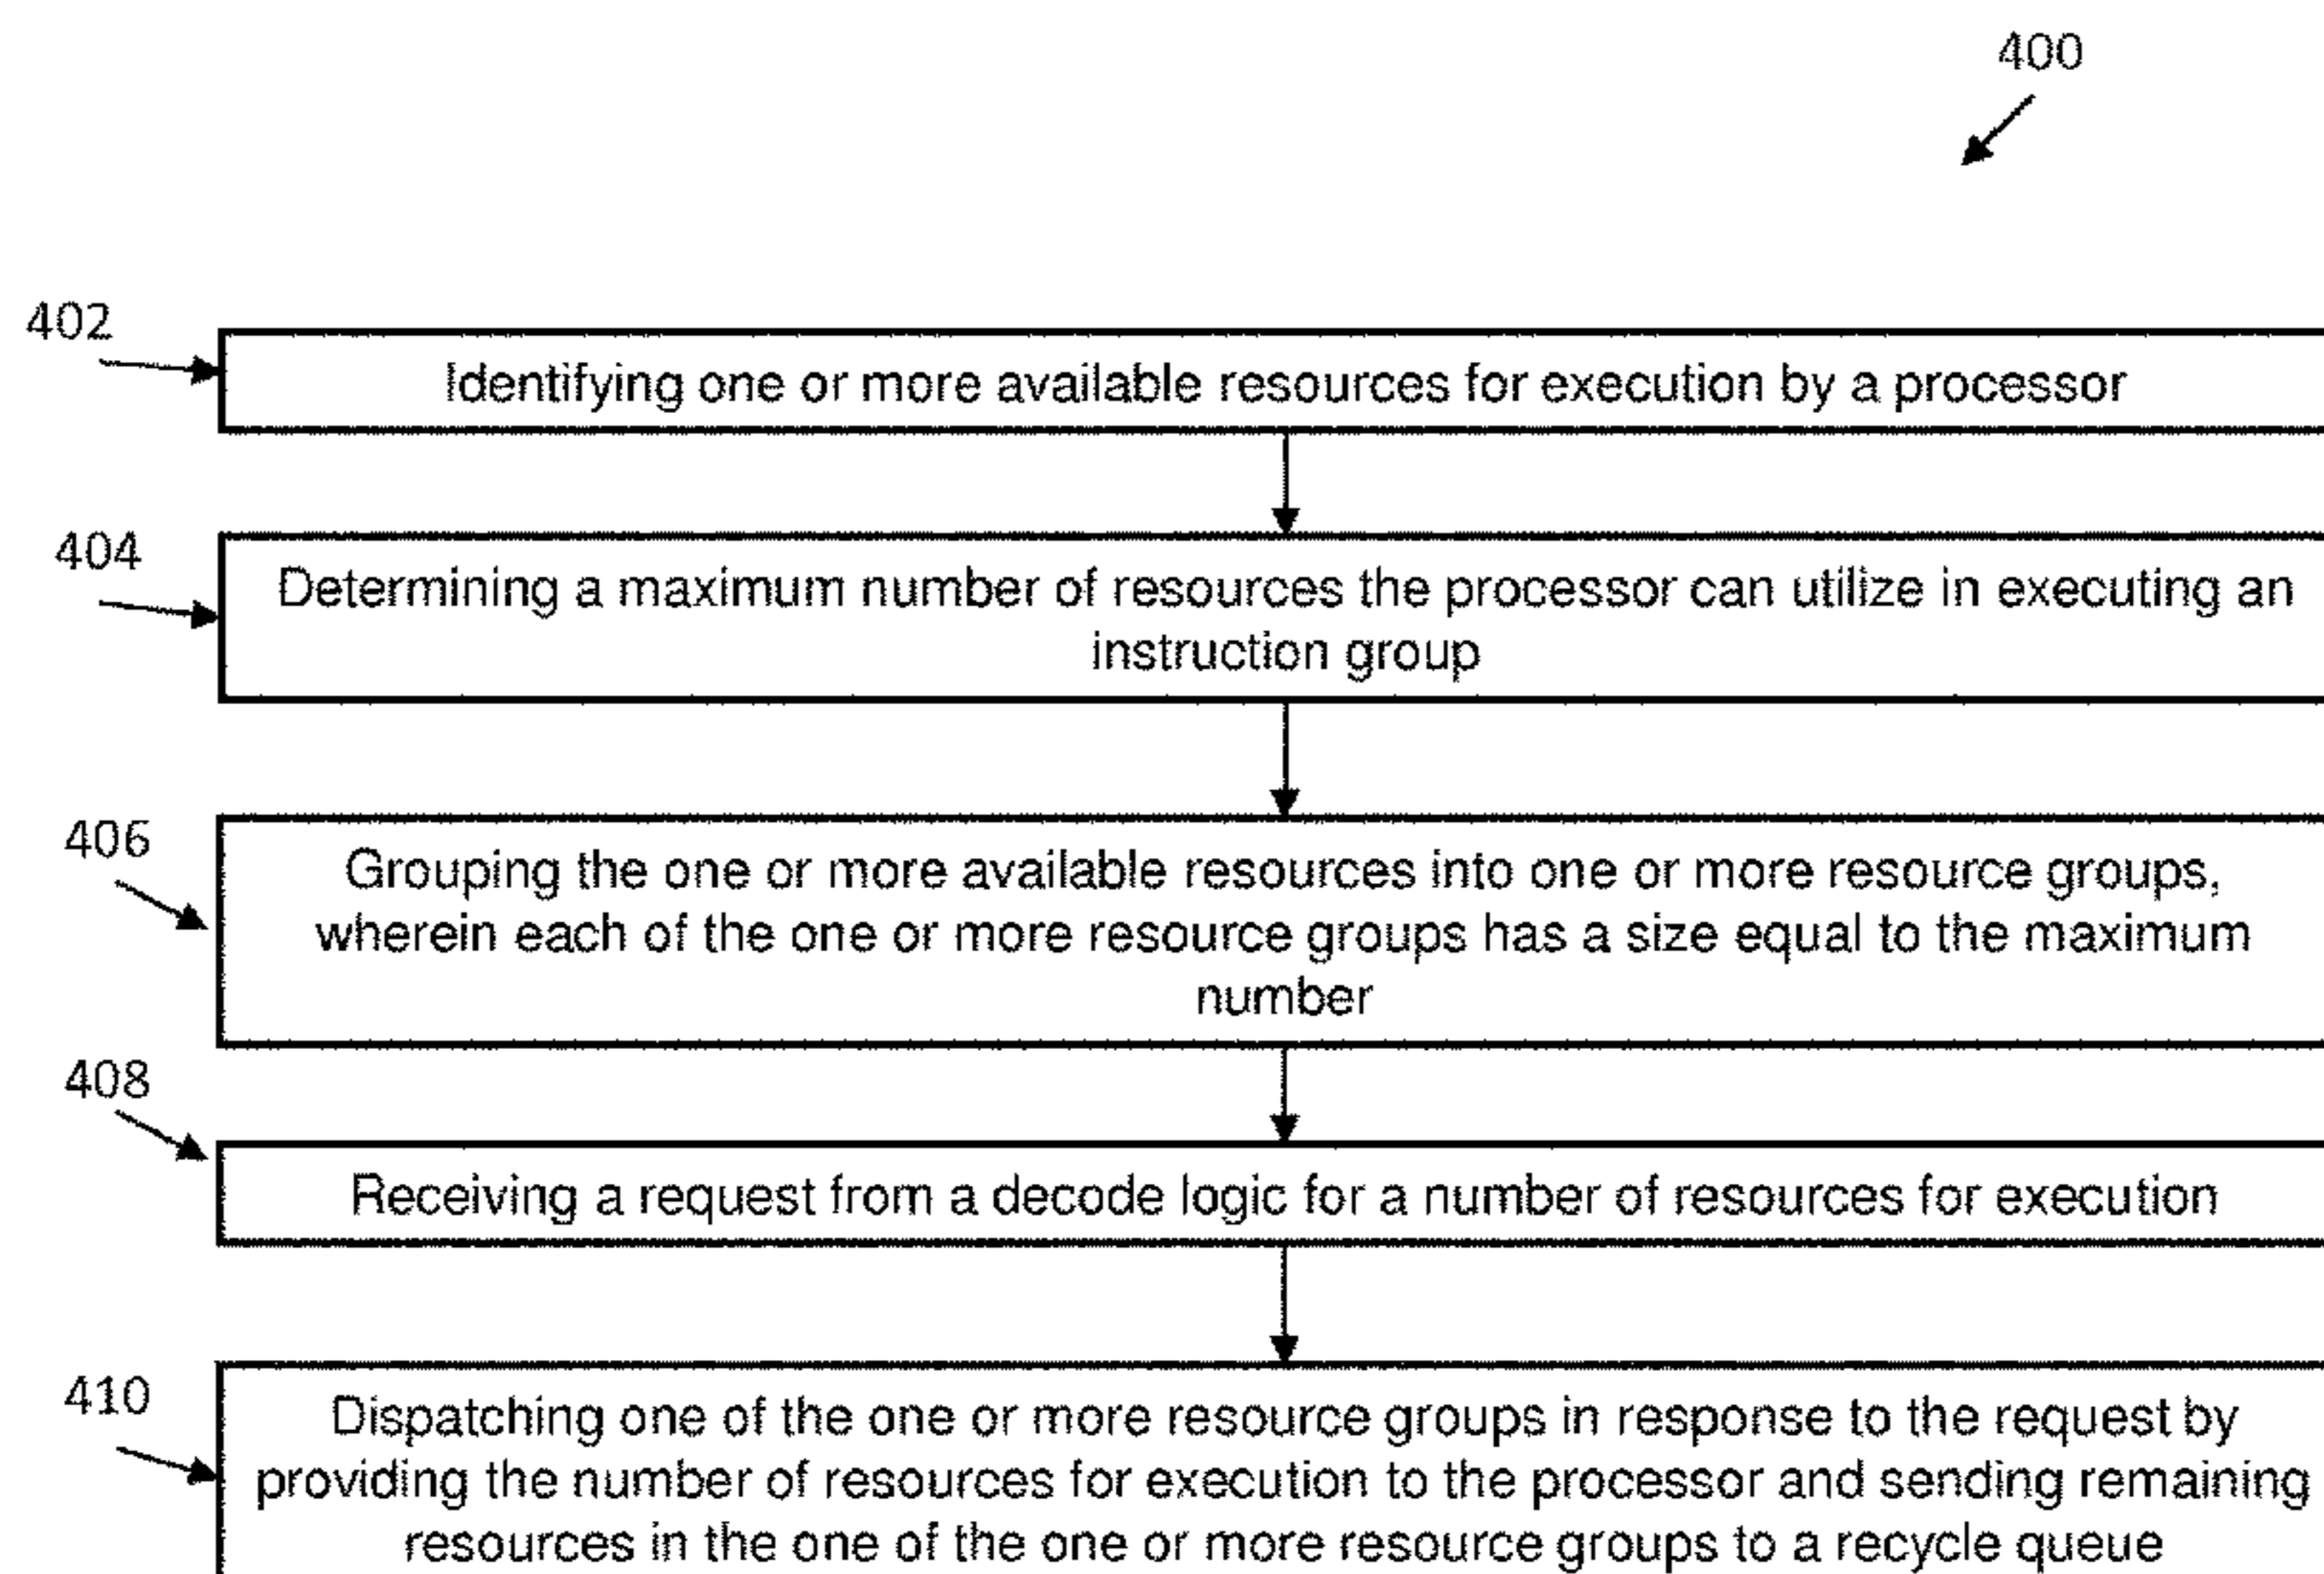 400
402
Identifying one or more available resources for execution by a processor
404
Determining a maximum number of resources the processor can utilize in executing an
instruction group
406
Grouping the one or more available resources into one or more resource groups,
wherein each of the one or more resource groups has a size equal to the maximum
number
408
Receiving a request from a decode logic for a number of resources for execution
410
Dispatching one of the one or more resource groups in response to the request by
providing the number of resources for execution to the processor and sending remaining
resources in the one of the one or more resource groups to a recycle queue